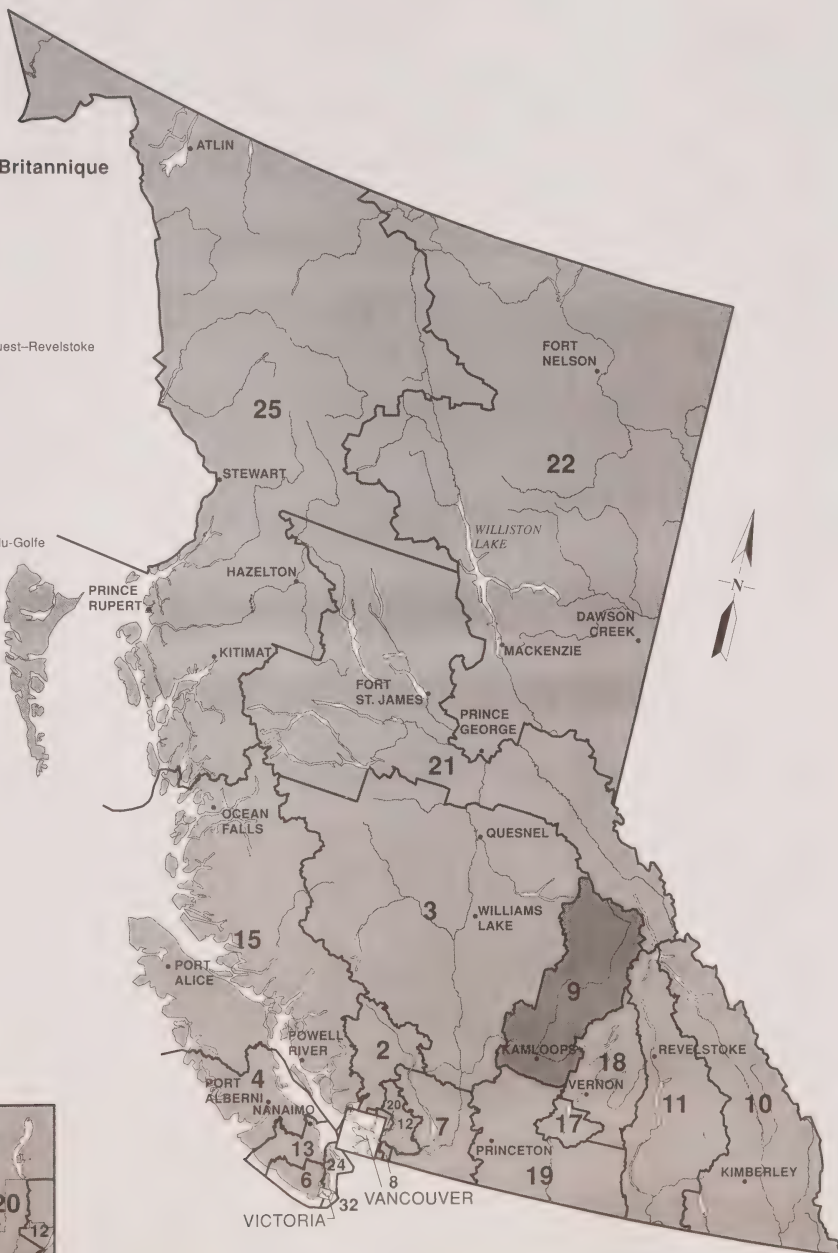 ATLIN
Britannique
uest–Revelstoke
FORT
NELSON
25
22
STEWART
WILLISTON
LAKE
u-Golfe
HAZELTON
N
PRINCE
RUPERT
DAWSON
CREEK
KITIMAT
MACKENZIE
FORT
ST. JAMES
PRINCE
GEORGE
21
OCEAN
FALLS
QUESNEL
3
WILLIAMS
LAKE
15
PORT
ALICE
9
POWELL
RIVER
2
KAMLOOPS
18
REVELSTOKE
4
PORT
ALBERNI
VERNON
11
10
NANAIMO
20
12
7
17
13
PRINCETON
24
19
KIMBERLEY
6
8
32
VANCOUVER
VICTORIA
20
12